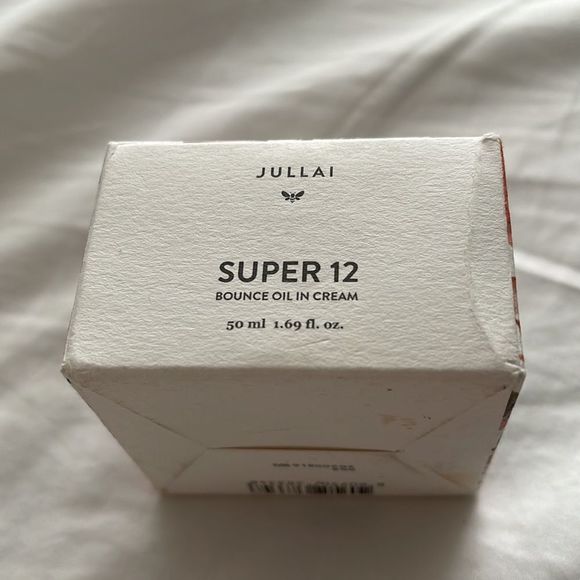 JULLAI
SUPER 12
BOUNCE OIL IN CREAM
50 ml 1.69 fl. oz.